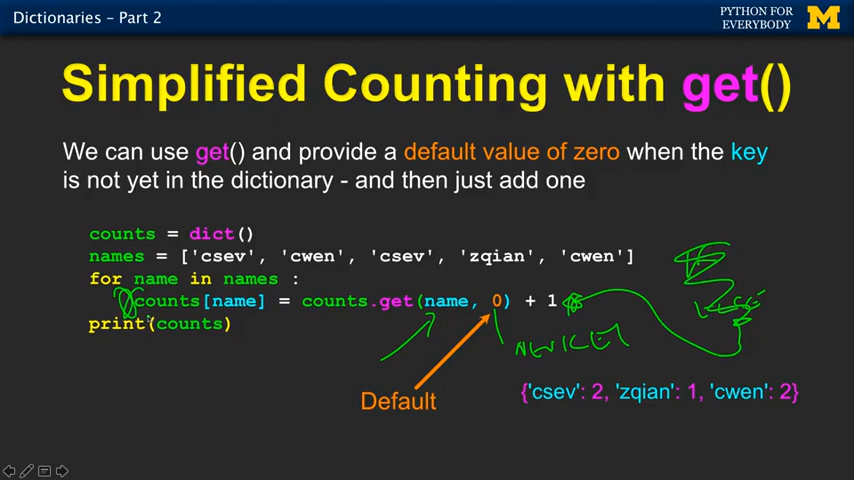 Dictionaries – Part 2
PYTHON FOR
EVERYBODY
M
Simplified Counting with get()
We can use get() and provide a default value of zero when the key
is not yet in the dictionary - and then just add one
counts = dict()
names = ['csev', 'cwen', 'csev', 'zqian', 'cwen']
for name in names :
counts[name] = counts.get(name, 0) + 1
print(counts)
Default
{'csev': 2, 'zqian': 1, 'cwen': 2}